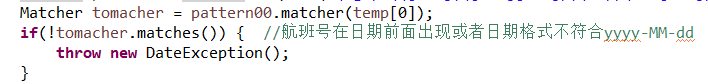 Matcher tomacher = pattern00.matcher(temp[0]);
if(!tomacher.matches()) {  //航班号在日期前面出现或者日期格式不符合yyyy-MM-dd
throw new DateException();
}